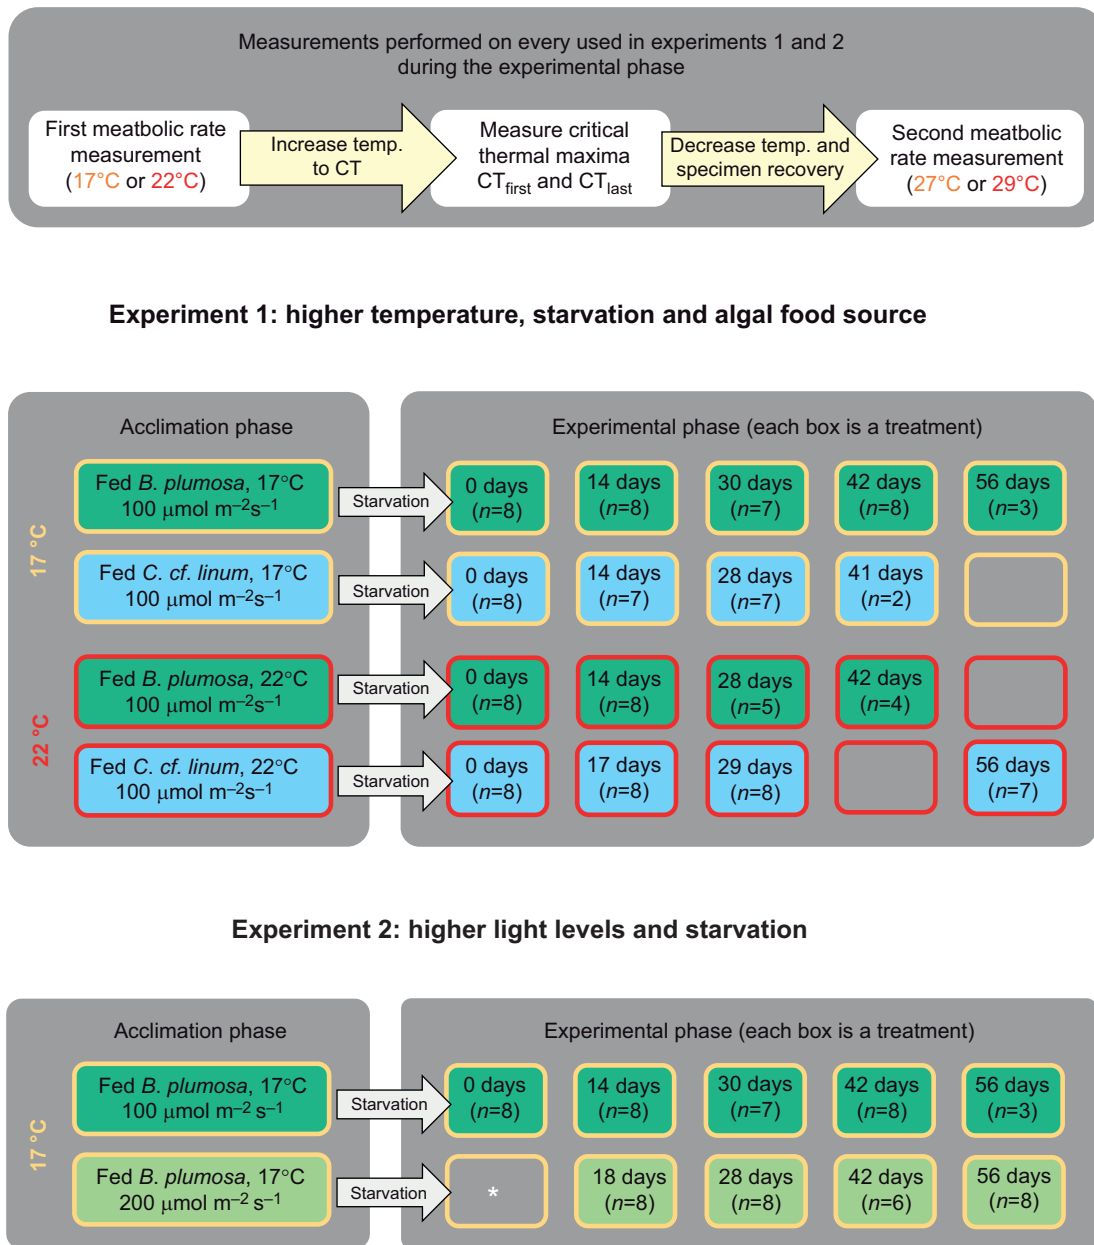 Measurements performed on every used in experiments 1 and 2
during the experimental phase
First meatbolic rate
measurement
(17°C or 22°C)
Increase temp.
to CT
Measure critical
thermal maxima
CTfirst and CTlast
Decrease temp. and
specimen recovery
Second meatbolic
rate measurement
(27°C or 29°C)
Experiment 1: higher temperature, starvation and algal food source
Acclimation phase
Experimental phase (each box is a treatment)
17 °C
Fed B. plumosa, 17°C
100 μmol m–2s–1
Starvation
0 days
(n=8)
14 days
(n=8)
30 days
(n=7)
42 days
(n=8)
56 days
(n=3)
Fed C. cf. linum, 17°C
100 μmol m–2s–1
Starvation
0 days
(n=8)
14 days
(n=7)
28 days
(n=7)
41 days
(n=2)
22 °C
Fed B. plumosa, 22°C
100 μmol m–2s–1
Starvation
0 days
(n=8)
14 days
(n=8)
28 days
(n=5)
42 days
(n=4)
Fed C. cf. linum, 22°C
100 μmol m–2s–1
Starvation
0 days
(n=8)
17 days
(n=8)
29 days
(n=8)
56 days
(n=7)
Experiment 2: higher light levels and starvation
Acclimation phase
Experimental phase (each box is a treatment)
17 °C
Fed B. plumosa, 17°C
100 μmol m–2 s–1
Starvation
0 days
(n=8)
14 days
(n=8)
30 days
(n=7)
42 days
(n=8)
56 days
(n=3)
Fed B. plumosa, 17°C
200 μmol m–2 s–1
Starvation
*
18 days
(n=8)
28 days
(n=8)
42 days
(n=6)
56 days
(n=8)